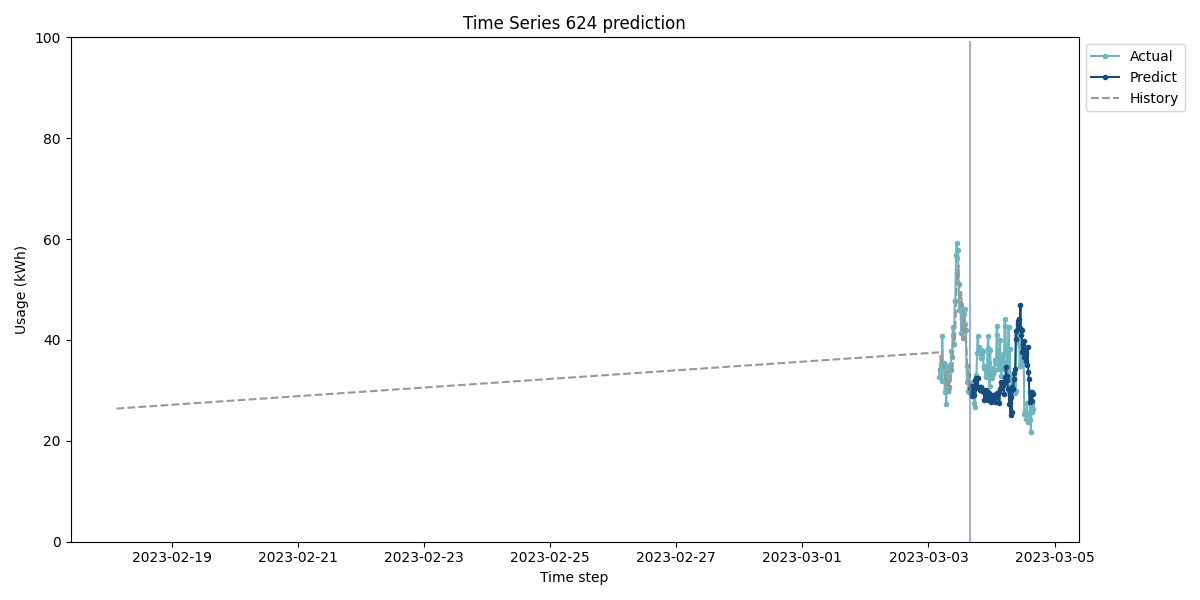 Time Series 624 prediction
100
80
60
40
20
0
Usage (kWh)
2023-02-19 2023-02-21 2023-02-23 2023-02-25 2023-02-27 2023-03-01 2023-03-03 2023-03-05
Time step
Actual
Predict
History